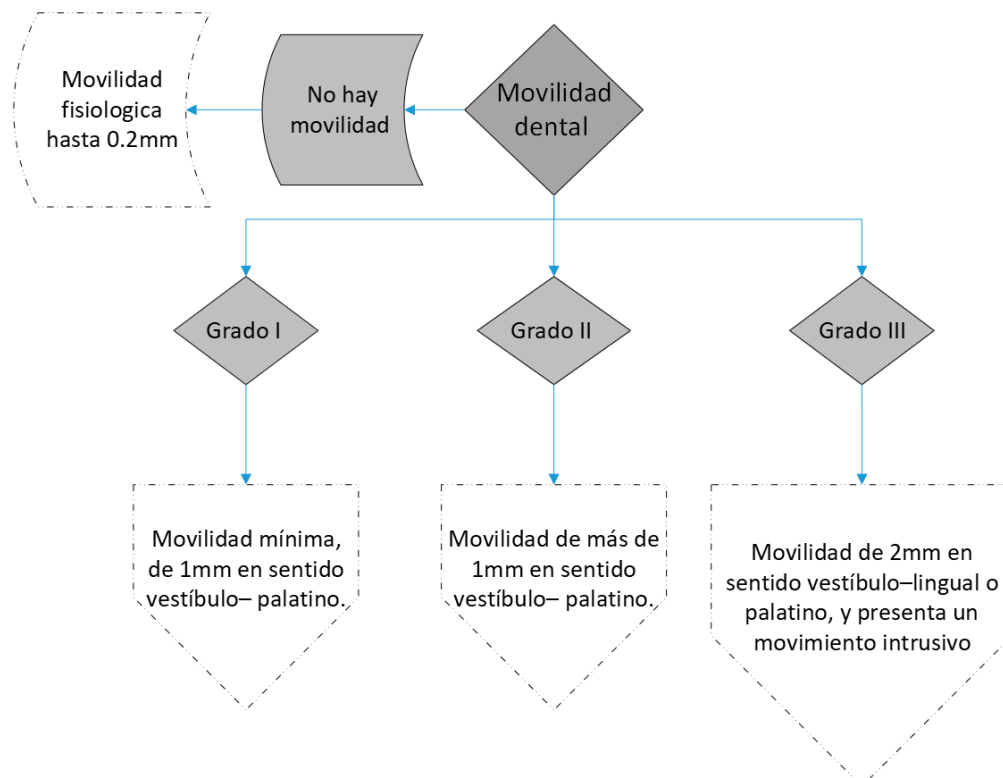 Movilidad
fisiologica
hasta 0.2mm
No hay
movilidad
Movilidad
dental
Grado I
Grado II
Grado III
Movilidad mínima,
de 1mm en sentido
vestíbulo– palatino.
Movilidad de más de
1mm en sentido
vestíbulo– palatino.
Movilidad de 2mm en
sentido vestíbulo–lingual o
palatino, y presenta un
movimiento intrusivo